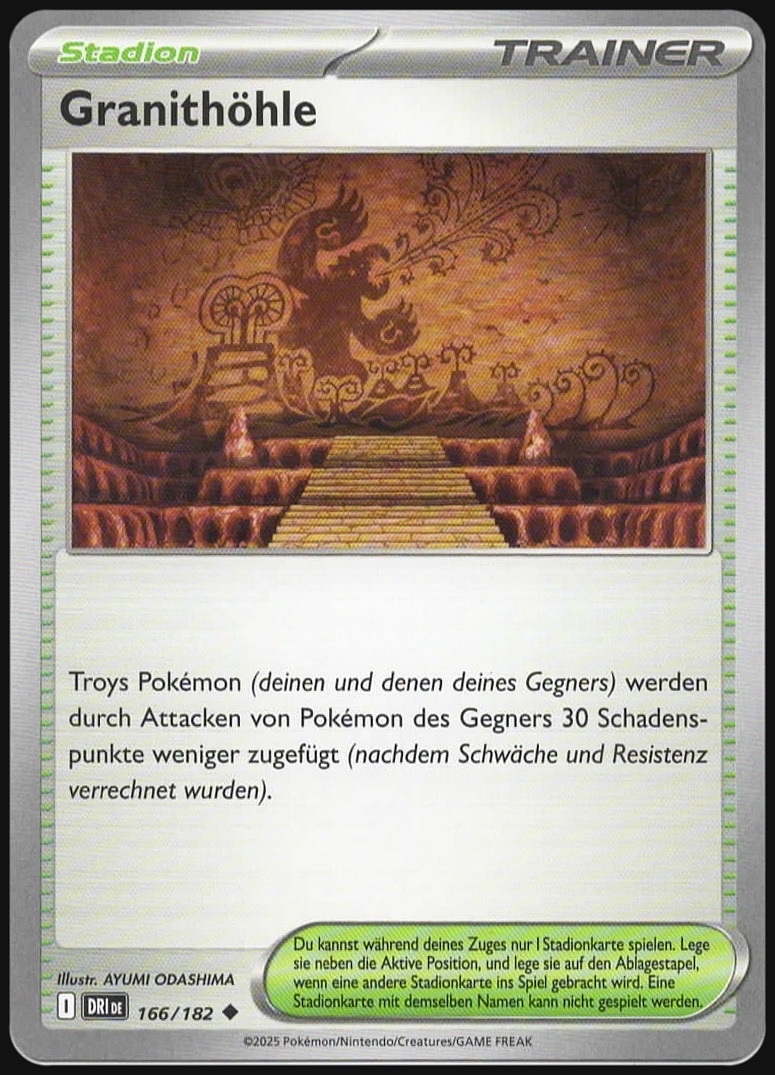 Stadion
TRAINER
Granithöhle
Troys Pokémon (deinen und denen deines Gegners) werden
durch Attacken von Pokémon des Gegners 30 Schadens-
punkte weniger zugefügt (nachdem Schwäche und Resistenz
verrechnet wurden).
Du kannst während deines Zuges nur 1 Stadionkarte spielen. Lege
sie neben die Aktive Position, und lege sie auf den Ablagestapel,
wenn eine andere Stadionkarte ins Spiel gebracht wird. Eine
Stadionkarte mit demselben Namen kann nicht gespielt werden.
Illustr. AYUMI ODASHIMA
I DRI DE 166/182 ◆
©2025 Pokémon/Nintendo/Creatures/GAME FREAK